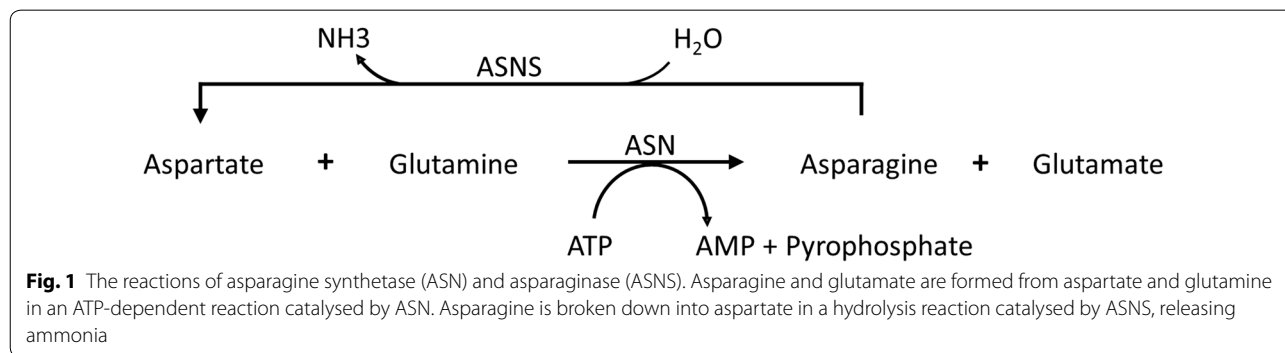 NH3
H₂O
ASNS
Aspartate + Glutamine ASN Asparagine + Glutamate
ATP AMP + Pyrophosphate
Fig. 1 The reactions of asparagine synthetase (ASN) and asparaginase (ASNS). Asparagine and glutamate are formed from aspartate and glutamine
in an ATP-dependent reaction catalysed by ASN. Asparagine is broken down into aspartate in a hydrolysis reaction catalysed by ASNS, releasing
ammonia